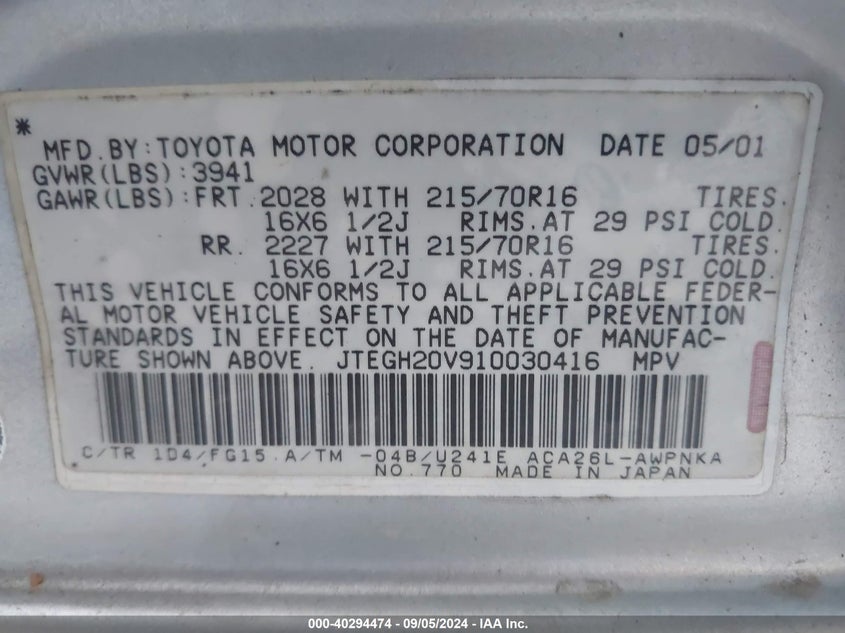 *
MFD.BY:TOYOTA MOTOR CORPORATION DATE 05/01
GVWR(LBS):3941
GAWR(LBS):FRT.2028 WITH 215/70R16 TIRES.
16X6 1/2J RIMS.AT 29 PSI COLD.
RR. 2227 WITH 215/70R16 TIRES.
16X6 1/2J RIMS.AT 29 PSI COLD.
THIS VEHICLE CONFORMS TO ALL APPLICABLE FEDER-
AL MOTOR VEHICLE SAFETY AND THEFT PREVENTION
STANDARDS IN EFFECT ON THE DATE OF MANUFAC-
TURE SHOWN ABOVE. JTEGH20V910030416 MPV
C/TR 1D4/FG15.A/TM -04B/U241E ACA26L-AWPNKA
NO.770 MADE IN JAPAN
000-40294474 - 09/05/2024 - IAA Inc.